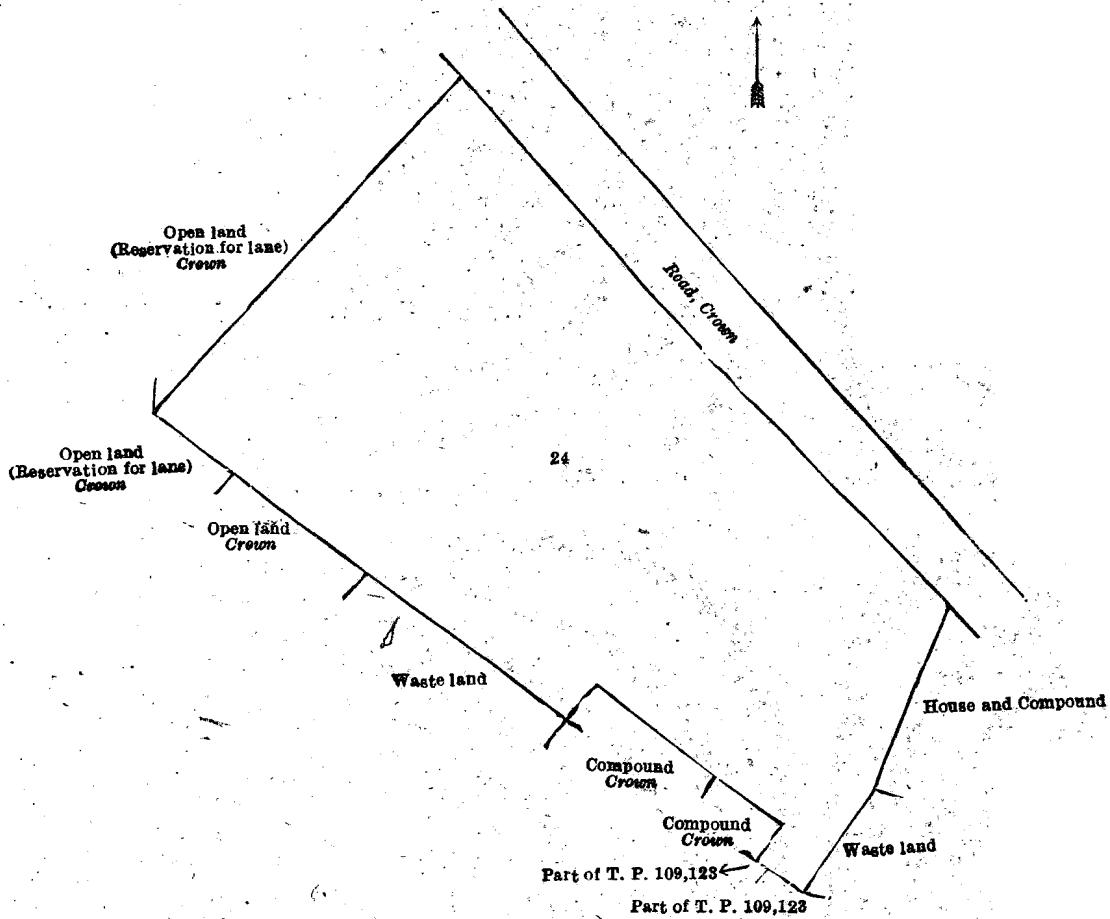 Open land
(Reservation for lane)
Crown
Road, Crown
Open land
(Reservation for lane)
Crown
24
Open land
Crown
Waste land
House and Compound
Compound
Crown
Compound
Crown
Waste land
Part of T. P. 109,123
Part of T. P. 109,123